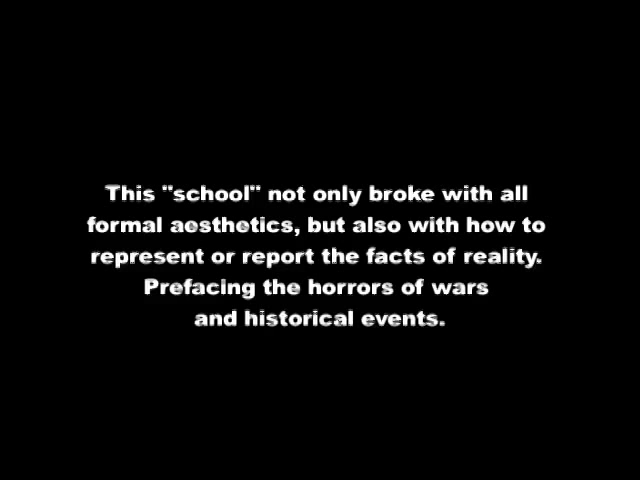 This "school" not only broke with all
formal aesthetics, but also with how to
represent or report the facts of reality.
Prefacing the horrors of wars
and historical events.